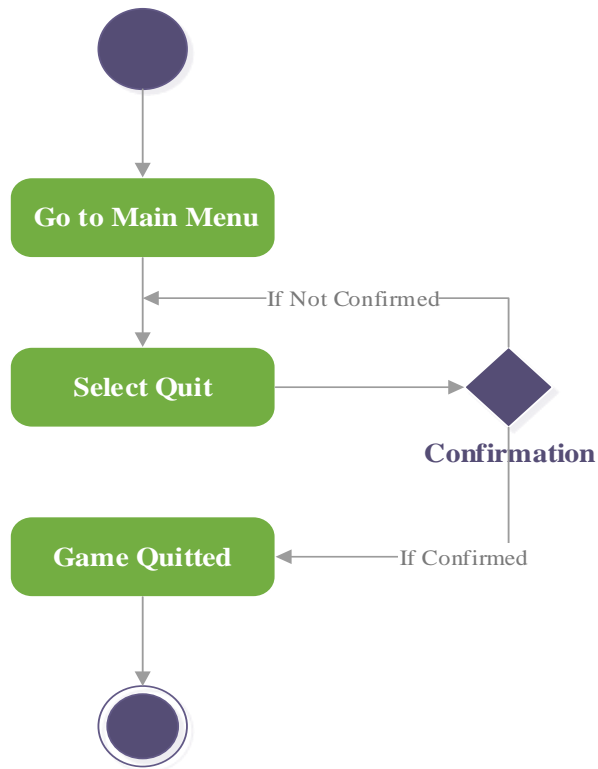 Go to Main Menu
If Not Confirmed
Select Quit
Confirmation
Game Quitted
If Confirmed